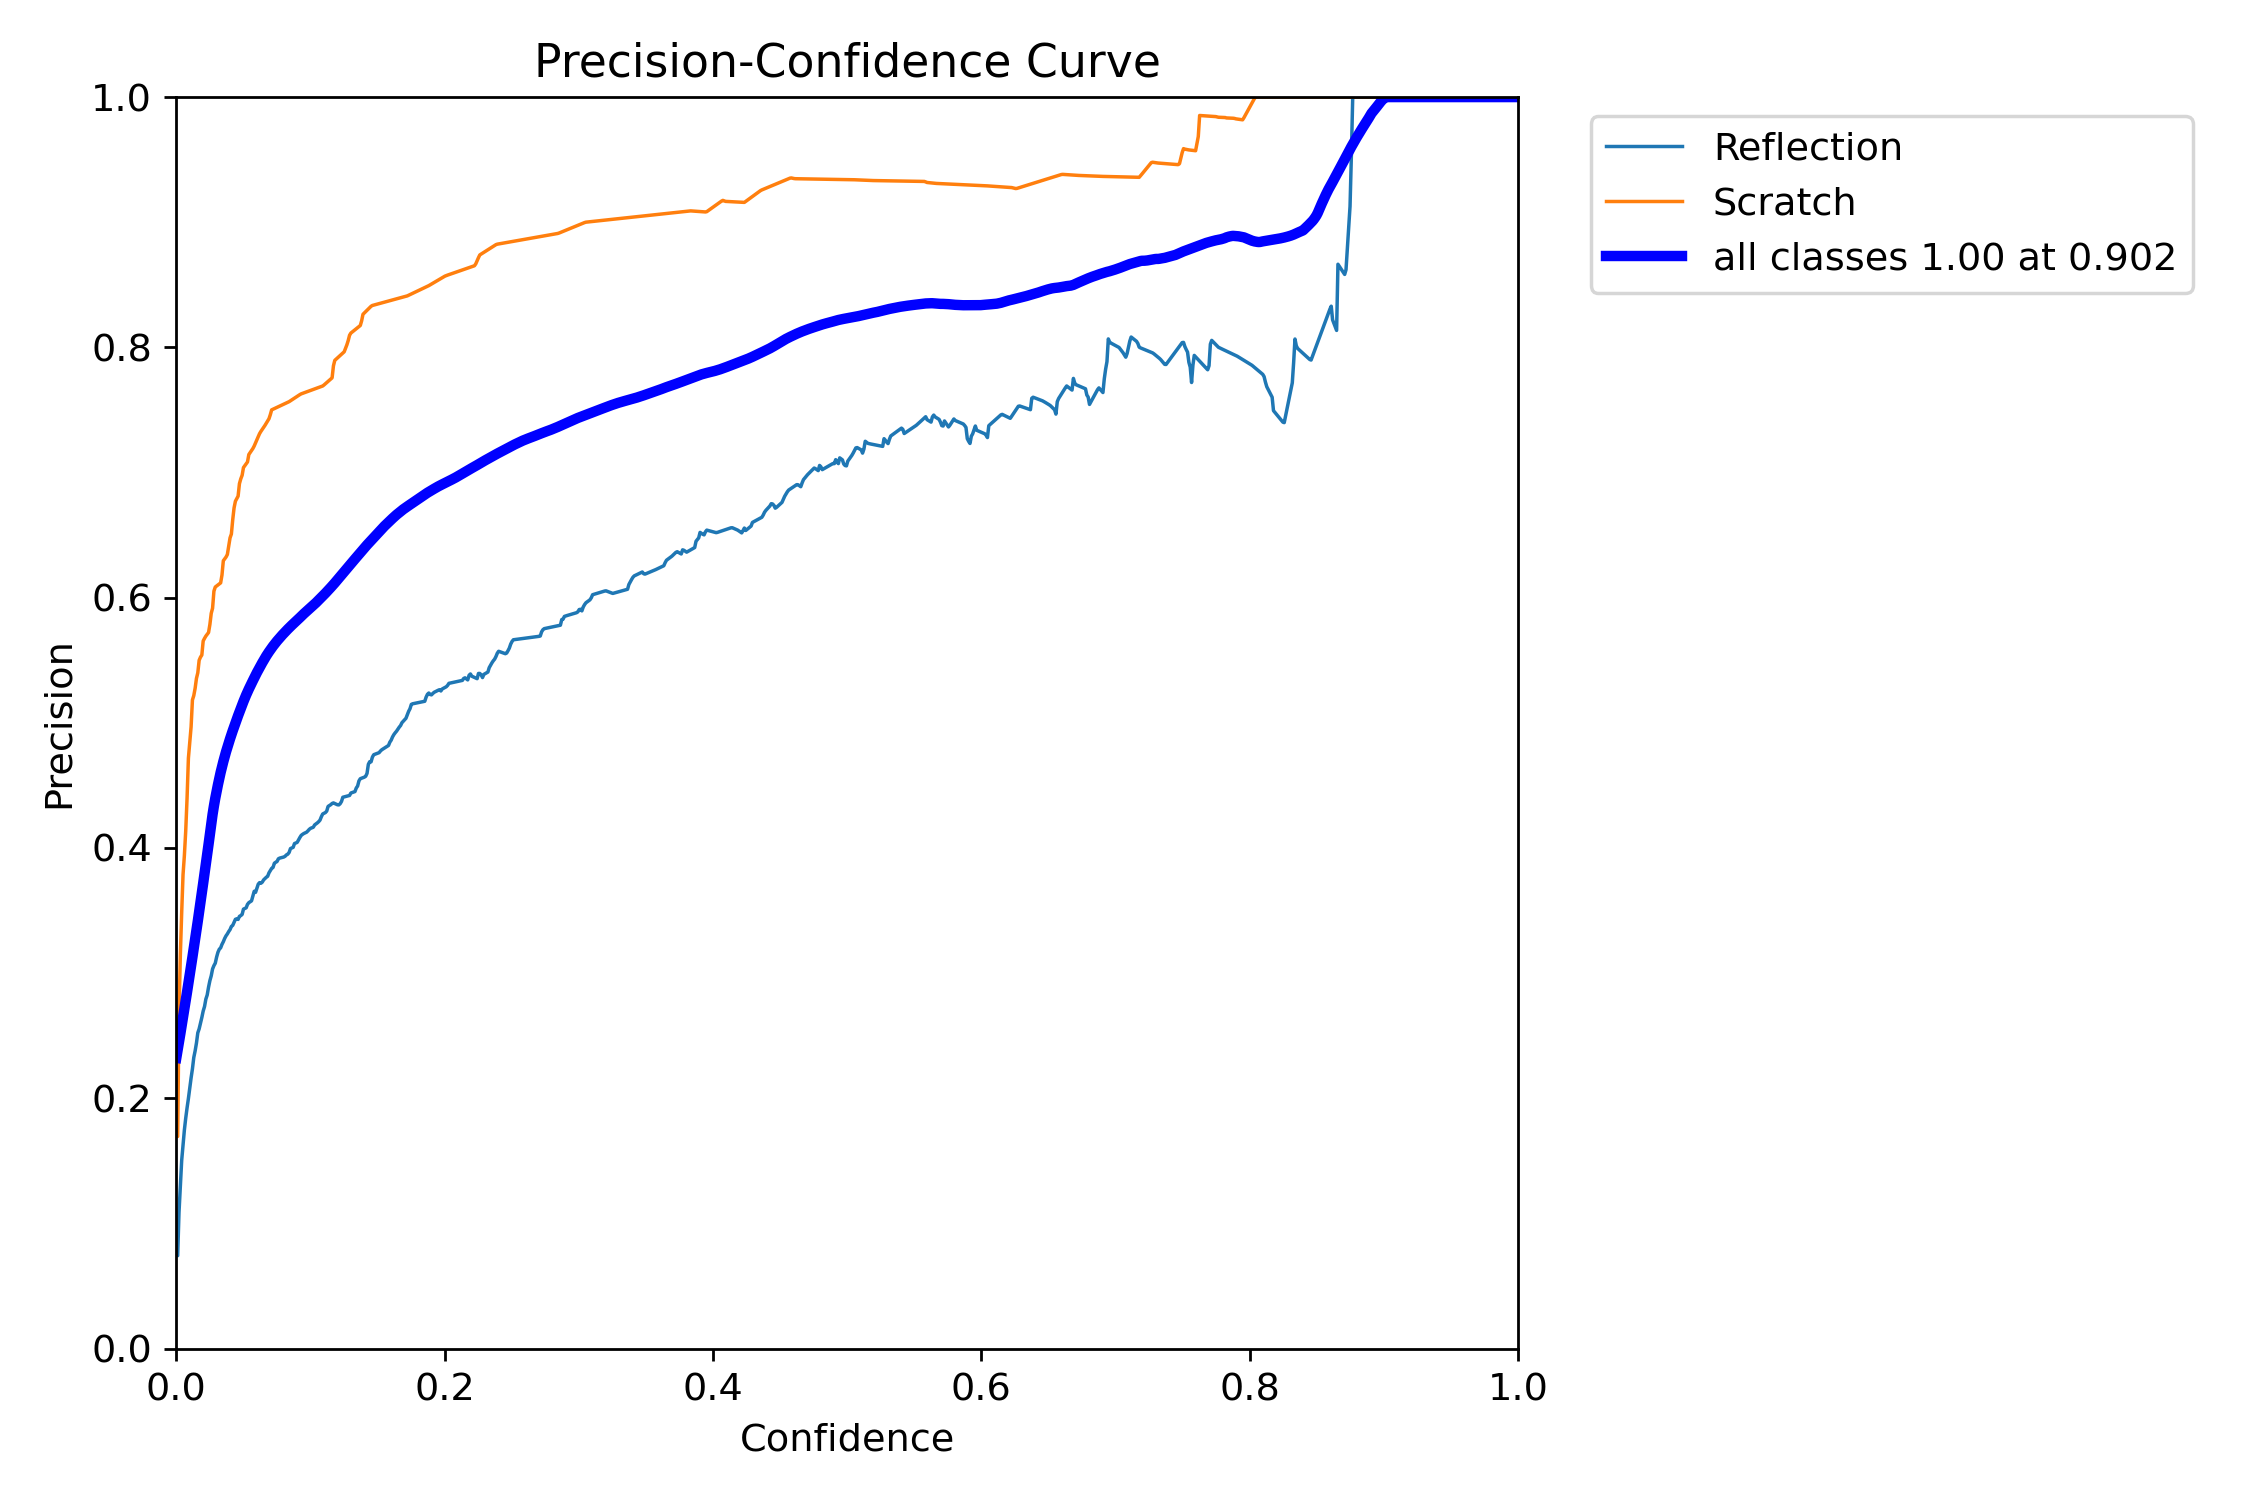 Precision-Confidence Curve
1.0
0.8
0.6
0.4
0.2
0.0
Precision
0.0 0.2 0.4 0.6 0.8 1.0
Confidence
Reflection
Scratch
all classes 1.00 at 0.902